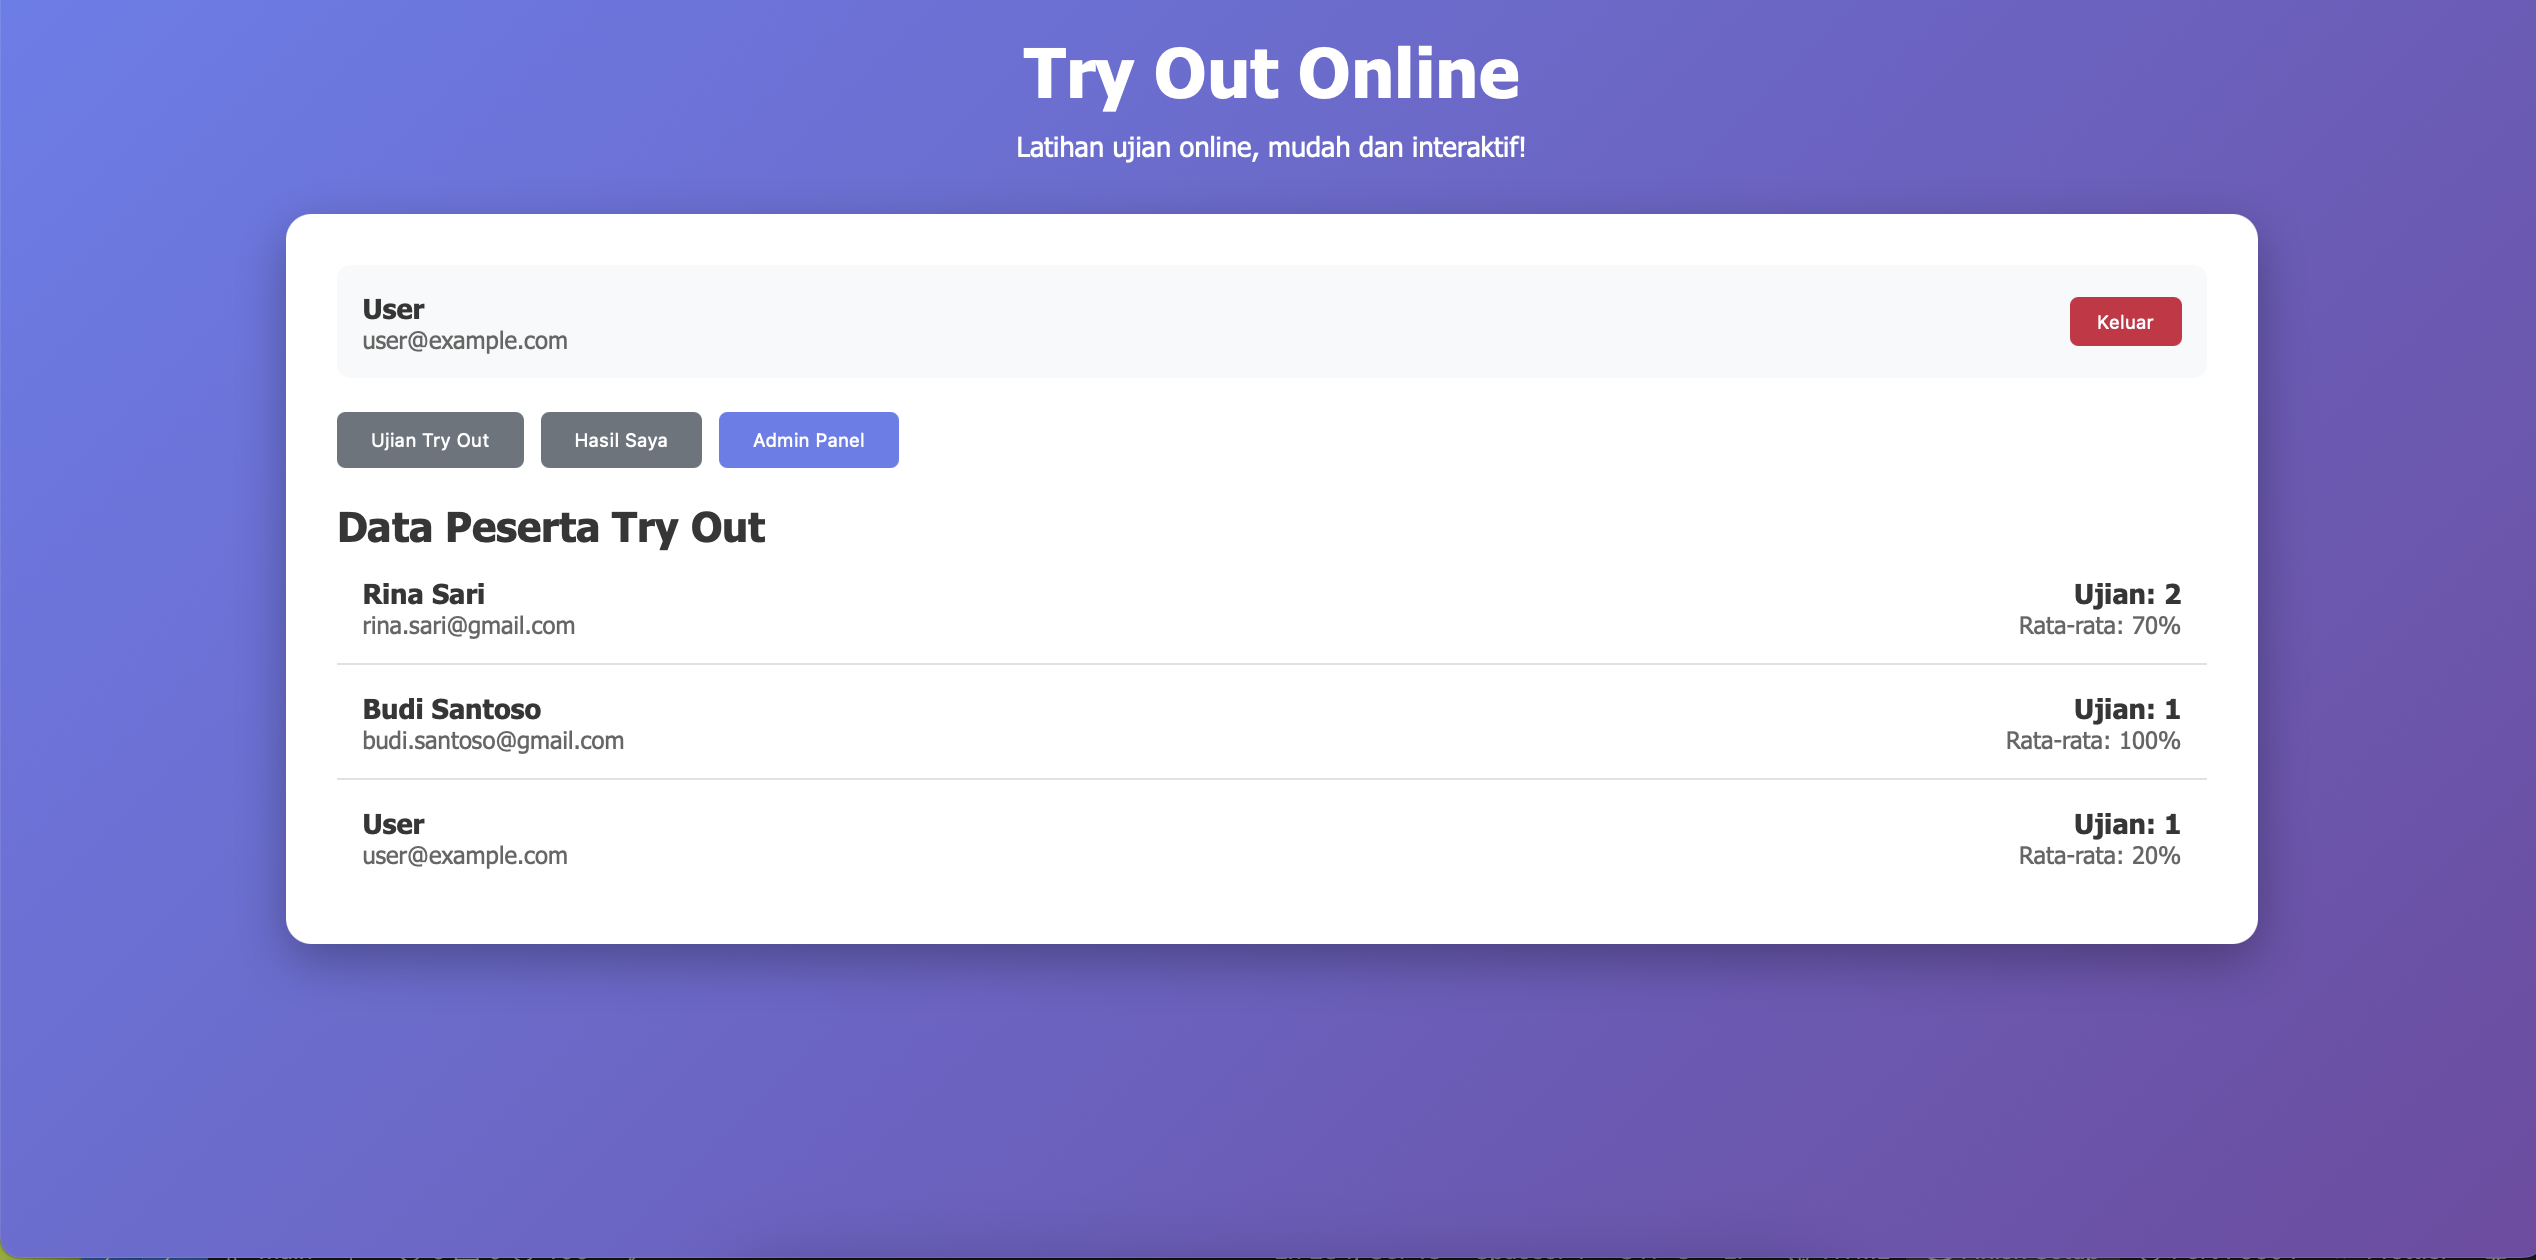 Try Out Online
Latihan ujian online, mudah dan interaktif!
User
user@example.com
Keluar
Ujian Try Out
Hasil Saya
Admin Panel
Data Peserta Try Out
Rina Sari
rina.sari@gmail.com
Ujian: 2
Rata-rata: 70%
Budi Santoso
budi.santoso@gmail.com
Ujian: 1
Rata-rata: 100%
User
user@example.com
Ujian: 1
Rata-rata: 20%